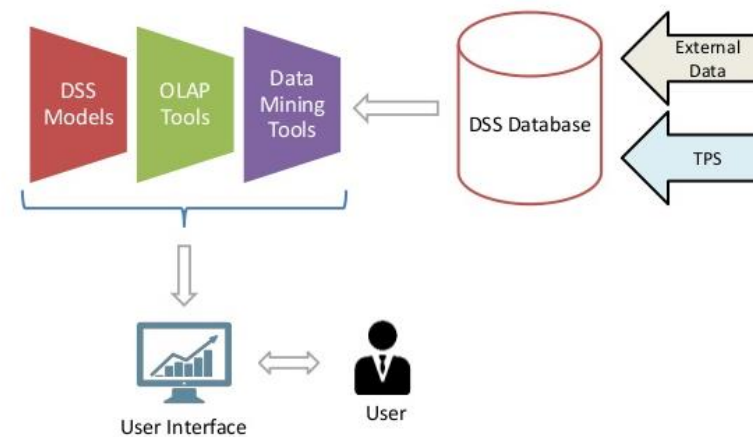 DSS
Models
OLAP
Tools
Data
Mining
Tools
DSS Database
External
Data
TPS
User Interface
User